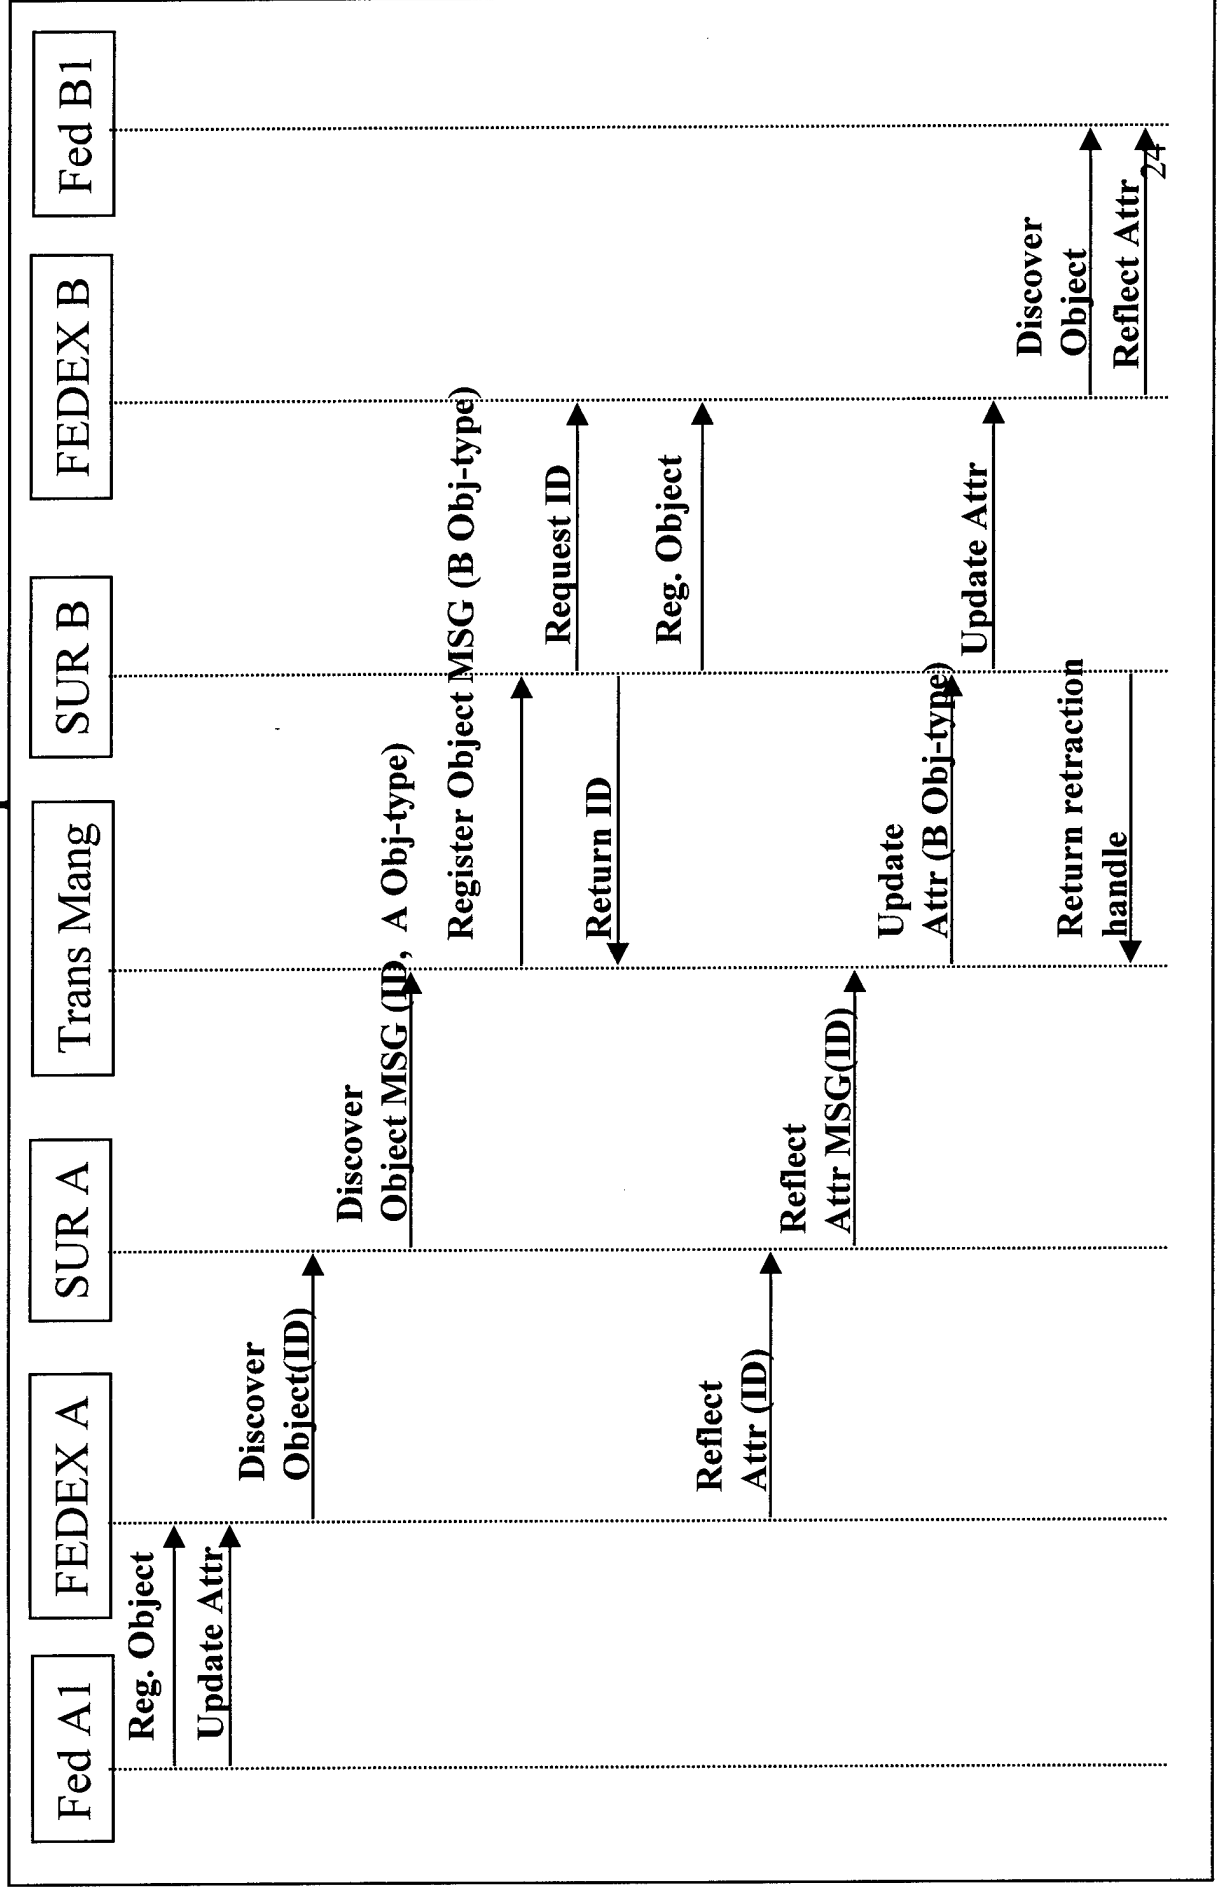 Fed A1
FEDEX A
SUR A
Trans Mang
SUR B
FEDEX B
Fed B1
Reg. Object
Update Attr
Discover
Object(ID)
Discover
Object MSG (ID, A Obj-type)
Register Object MSG (B Obj-type)
Request ID
Return ID
Reg. Object
Reflect
Attr (ID)
Reflect
Attr MSG(ID)
Update
Attr (B Obj-type)
Update Attr
Return retraction
handle
Discover
Object
Reflect Attr
24